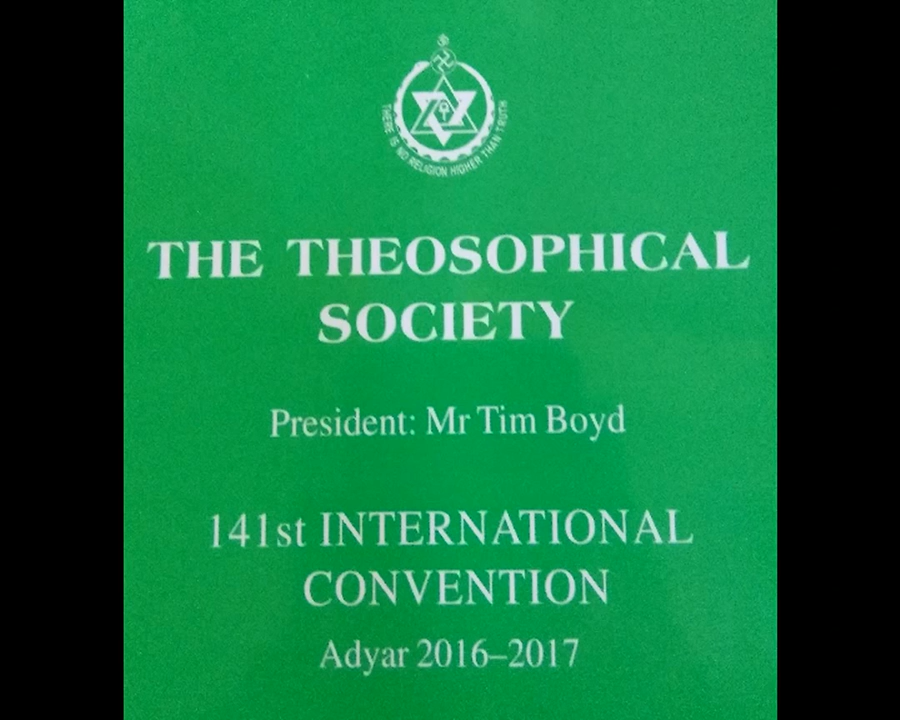 ॐ
THERE IS NO RELIGION HIGHER THAN TRUTH
THE THEOSOPHICAL
SOCIETY
President: Mr Tim Boyd
141st INTERNATIONAL
CONVENTION
Adyar 2016–2017